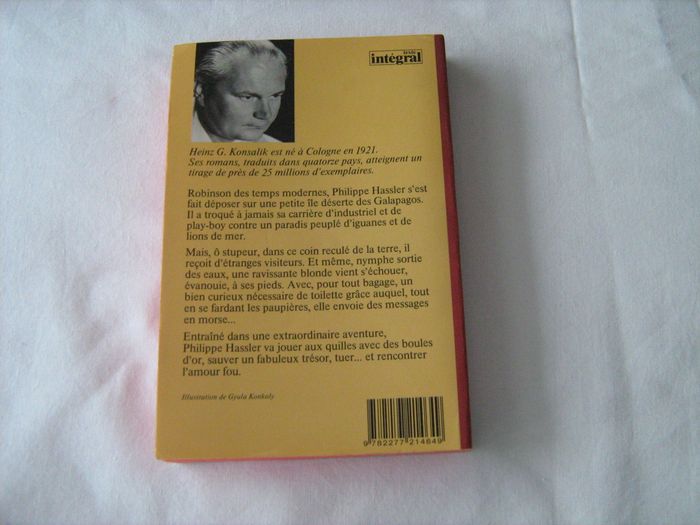 texte
intégral
Heinz G. Konsalik est né à Cologne en 1921.
Ses romans, traduits dans quatorze pays, atteignent un
tirage de près de 25 millions d'exemplaires.
Robinson des temps modernes, Philippe Hassler s'est
fait déposer sur une petite île déserte des Galapagos.
Il a troqué à jamais sa carrière d'industriel et de
play-boy contre un paradis peuplé d'iguanes et de
lions de mer.
Mais, ô stupeur, dans ce coin reculé de la terre, il
reçoit d'étranges visiteurs. Et même, nymphe sortie
des eaux, une ravissante blonde vient s'échouer,
évanouie, à ses pieds. Avec, pour tout bagage, un
bien curieux nécessaire de toilette grâce auquel, tout
en se fardant les paupières, elle envoie des messages
en morse...
Entraîné dans une extraordinaire aventure,
Philippe Hassler va jouer aux quilles avec des boules
d'or, sauver un fabuleux trésor, tuer... et rencontrer
l'amour fou.
Illustration de Gyula Konkoly
9 782277 214649